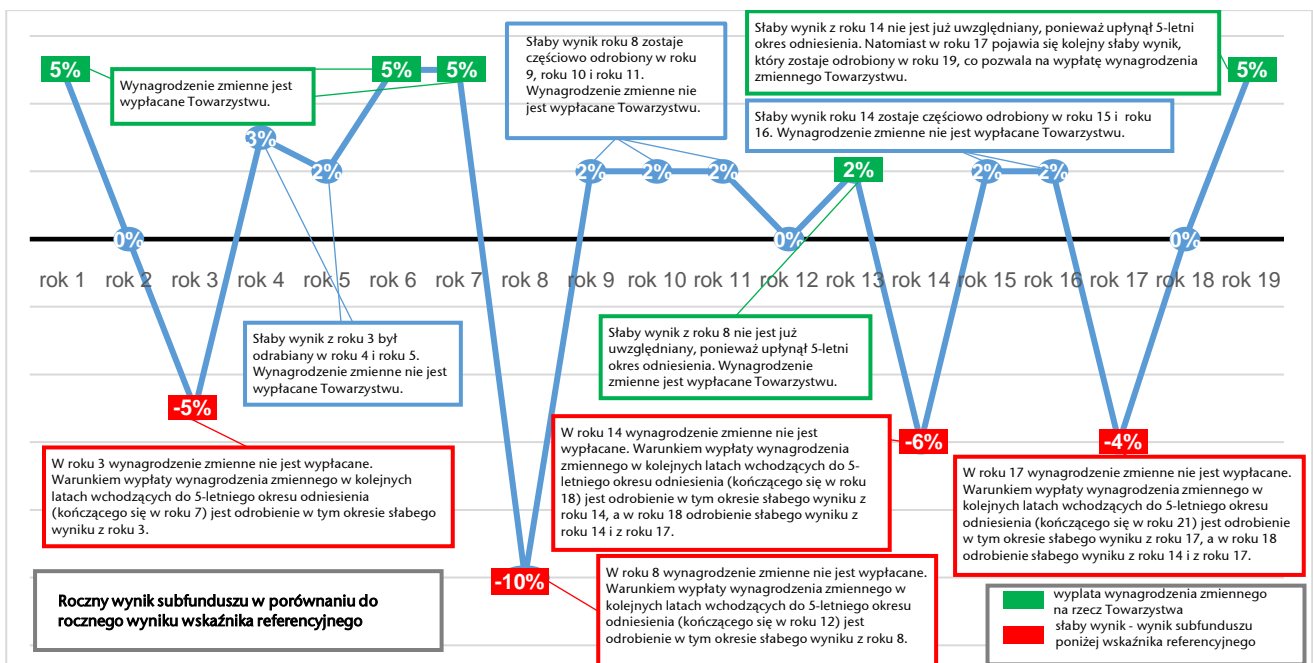 Słaby wynik roku 8 zostaje
częściowo odrobiony w roku
9, roku 10 i roku 11.
Wynagrodzenie zmienne nie
jest wypłacane Towarzystwu.
Słaby wynik z roku 14 nie jest już uwzględniany, ponieważ upłynął 5-letni
okres odniesienia. Natomiast w roku 17 pojawia się kolejny słaby wynik,
który zostaje odrobiony w roku 19, co pozwala na wypłatę wynagrodzenia
zmiennego Towarzystwu.
Wynagrodzenie zmienne jest
wypłacane Towarzystwu.
Słaby wynik roku 14 zostaje częściowo odrobiony w roku 15 i roku
16. Wynagrodzenie zmienne nie jest wypłacane Towarzystwu.
5%
0%
-5%
3%
2%
5%
5%
-10%
2%
2%
2%
0%
2%
-6%
2%
2%
-4%
0%
5%
rok 1 rok 2 rok 3 rok 4 rok 5 rok 6 rok 7 rok 8 rok 9 rok 10 rok 11 rok 12 rok 13 rok 14 rok 15 rok 16 rok 17 rok 18 rok 19
Słaby wynik z roku 3 był
odrabiany w roku 4 i roku 5.
Wynagrodzenie zmienne nie jest
wypłacane Towarzystwu.
Słaby wynik z roku 8 nie jest już
uwzględniany, ponieważ upłynął 5-letni
okres odniesienia. Wynagrodzenie
zmienne jest wypłacane Towarzystwu.
W roku 3 wynagrodzenie zmienne nie jest wypłacane.
Warunkiem wypłaty wynagrodzenia zmiennego w kolejnych
latach wchodzących do 5-letniego okresu odniesienia
(kończącego się w roku 7) jest odrobienie w tym okresie słabego
wyniku z roku 3.
W roku 14 wynagrodzenie zmienne nie jest
wypłacane. Warunkiem wypłaty wynagrodzenia
zmiennego w kolejnych latach wchodzących do 5-
letniego okresu odniesienia (kończącego się w roku
18) jest odrobienie w tym okresie słabego wyniku z
roku 14, a w roku 18 odrobienie słabego wyniku z
roku 14 i z roku 17.
W roku 17 wynagrodzenie zmienne nie jest wypłacane.
Warunkiem wypłaty wynagrodzenia zmiennego w
kolejnych latach wchodzących do 5-letniego okresu
odniesienia (kończącego się w roku 21) jest odrobienie
w tym okresie słabego wyniku z roku 17, a w roku 18
odrobienie słabego wyniku z roku 14 i z roku 17.
W roku 8 wynagrodzenie zmienne nie jest wypłacane.
Warunkiem wypłaty wynagrodzenia zmiennego w
kolejnych latach wchodzących do 5-letniego okresu
odniesienia (kończącego się w roku 12) jest
odrobienie w tym okresie słabego wyniku z roku 8.
Roczny wynik subfunduszu w porównaniu do
rocznego wyniku wskaźnika referencyjnego
wyplata wynagrodzenia zmiennego
na rzecz Towarzystwa
słaby wynik - wynik subfunduszu
poniżej wskaźnika referencyjnego